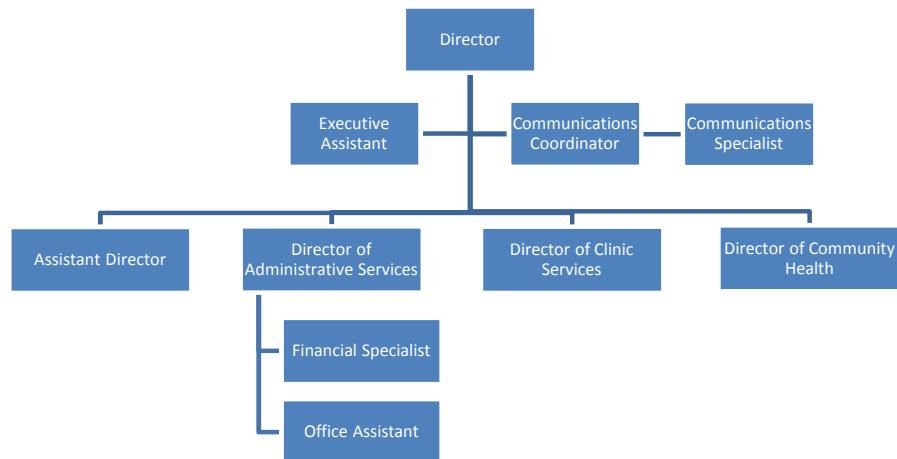 Director
Executive
Assistant
Communications
Coordinator
Communications
Specialist
Assistant Director
Director of
Administrative Services
Director of Clinic
Services
Director of Community
Health
Financial Specialist
Office Assistant